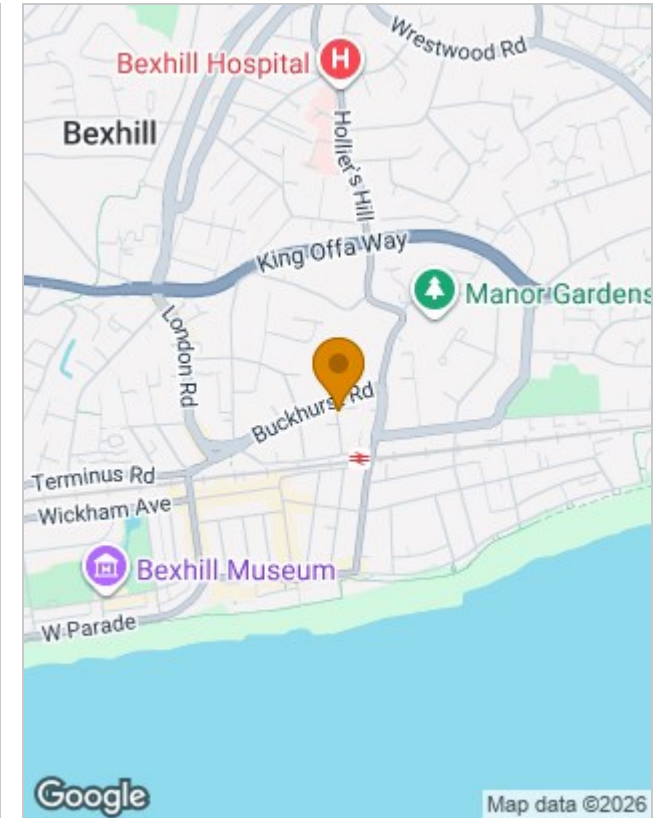 Wrestwood Rd
Bexhill Hospital
H
Bexhill
Hollier's Hill
King Offa Way
Manor Gardens
London Rd
Buckhurst Rd
Terminus Rd
Wickham Ave
Bexhill Museum
W Parade
Google
Map data ©2026